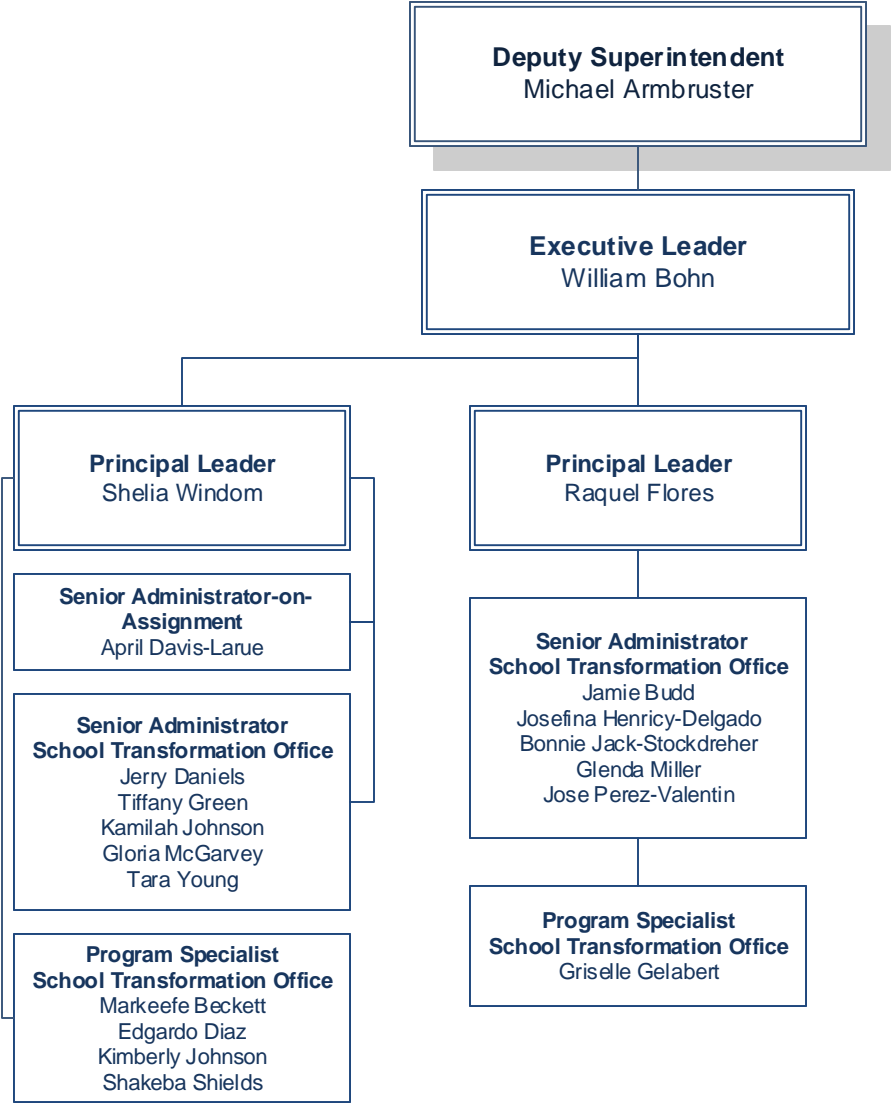 Deputy Superintendent
Michael Armbruster
Executive Leader
William Bohn
Principal Leader
Shelia Windom
Senior Administrator-on-
Assignment
April Davis-Larue
Senior Administrator
School Transformation Office
Jerry Daniels
Tiffany Green
Kamilah Johnson
Gloria McGarvey
Tara Young
Program Specialist
School Transformation Office
Markeefe Beckett
Edgardo Diaz
Kimberly Johnson
Shakeba Shields
Principal Leader
Raquel Flores
Senior Administrator
School Transformation Office
Jamie Budd
Josefina Henricy-Delgado
Bonnie Jack-Stockdreher
Glenda Miller
Jose Perez-Valentin
Program Specialist
School Transformation Office
Griselle Gelabert